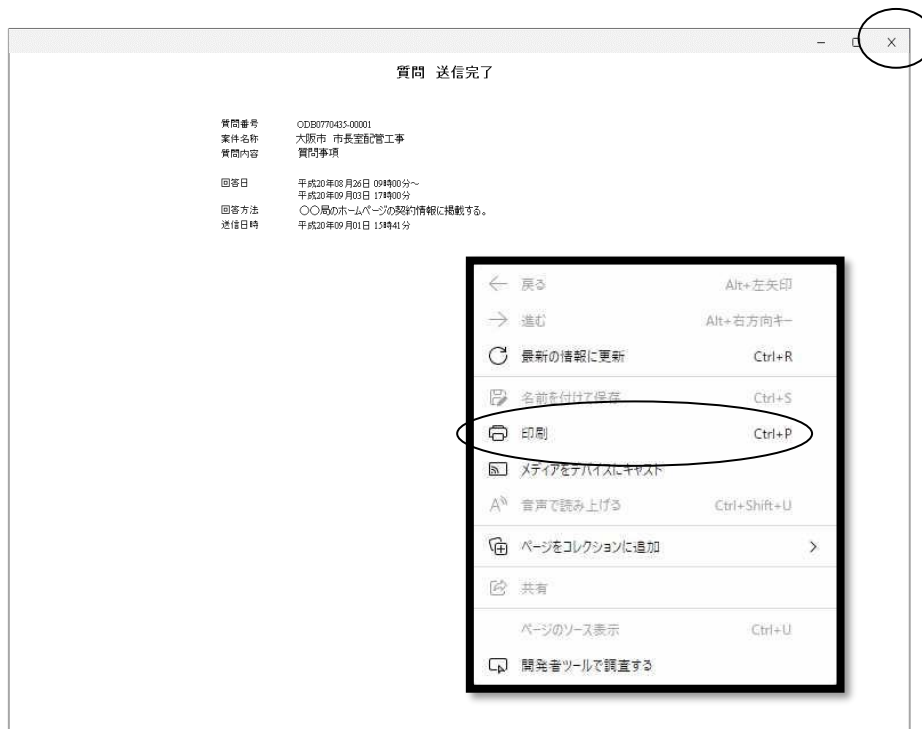 質問 送信完了
質問番号 ODB0770435-00001
案件名称 大阪市 市長室配管工事
質問内容 質問事項
回答日 平成20年08月26日 09時00分～
平成20年09月03日 17時00分
回答方法 〇〇局のホームページの契約情報に掲載する。
送信日時 平成20年09月01日 15時41分
戻る Alt+左矢印
進む Alt+右方向キー
最新の情報に更新 Ctrl+R
名前を付けて保存 Ctrl+S
印刷 Ctrl+P
メディアをデバイスにキャスト
音声で読み上げる Ctrl+Shift+U
ページをコレクションに追加
共有
ページのソース表示 Ctrl+U
開発者ツールで調査する